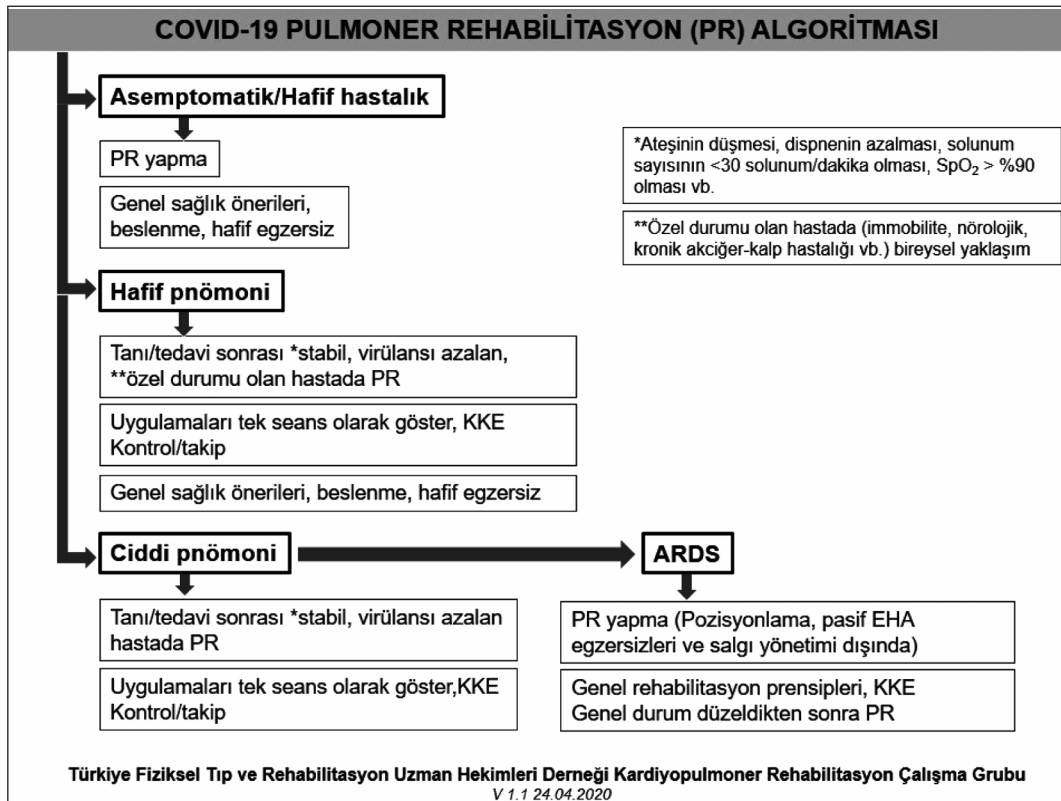 COVID-19 PULMONER REHABİLİTASYON (PR) ALGORİTMASI
Asemptomatik/Hafif hastalık
PR yapma
Genel sağlık önerileri,
beslenme, hafif egzersiz
*Ateşinin düşmesi, dispnenin azalması, solunum
sayısının <30 solunum/dakika olması, SpO₂ > %90
olması vb.
**Özel durumu olan hastada (immobilite, nörolojik,
kronik akciğer-kalp hastalığı vb.) bireysel yaklaşım
Hafif pnömoni
Tanı/tedavi sonrası *stabil, virülansı azalan,
**özel durumu olan hastada PR
Uygulamaları tek seans olarak göster, KKE
Kontrol/takip
Genel sağlık önerileri, beslenme, hafif egzersiz
Ciddi pnömoni
Tanı/tedavi sonrası *stabil, virülansı azalan
hastada PR
Uygulamaları tek seans olarak göster,KKE
Kontrol/takip
ARDS
PR yapma (Pozisyonlama, pasif EHA
egzersizleri ve salgı yönetimi dışında)
Genel rehabilitasyon prensipleri, KKE
Genel durum düzeldikten sonra PR
Türkiye Fiziksel Tıp ve Rehabilitasyon Uzman Hekimleri Derneği Kardiyopulmoner Rehabilitasyon Çalışma Grubu
V 1.1 24.04.2020